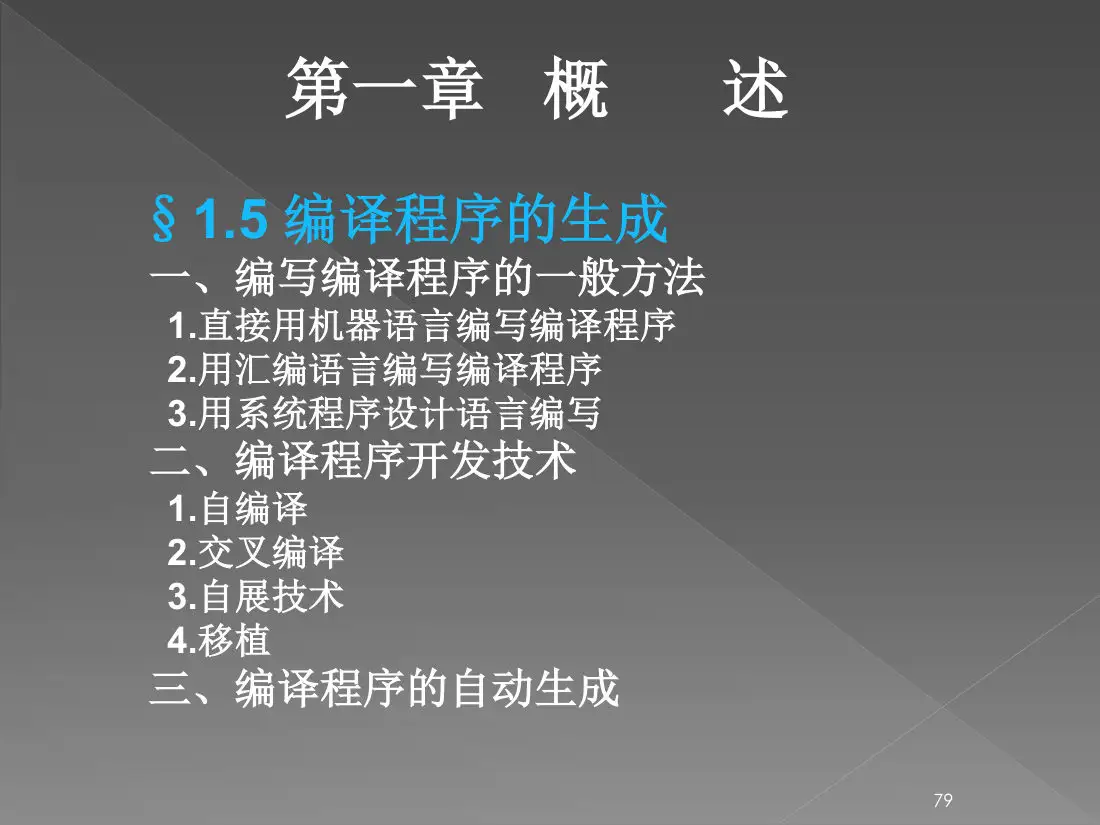 第一章 概 述
§1.5 编译程序的生成
一、编写编译程序的一般方法
1.直接用机器语言编写编译程序
2.用汇编语言编写编译程序
3.用系统程序设计语言编写
二、编译程序开发技术
1.自编译
2.交叉编译
3.自展技术
4.移植
三、编译程序的自动生成
79